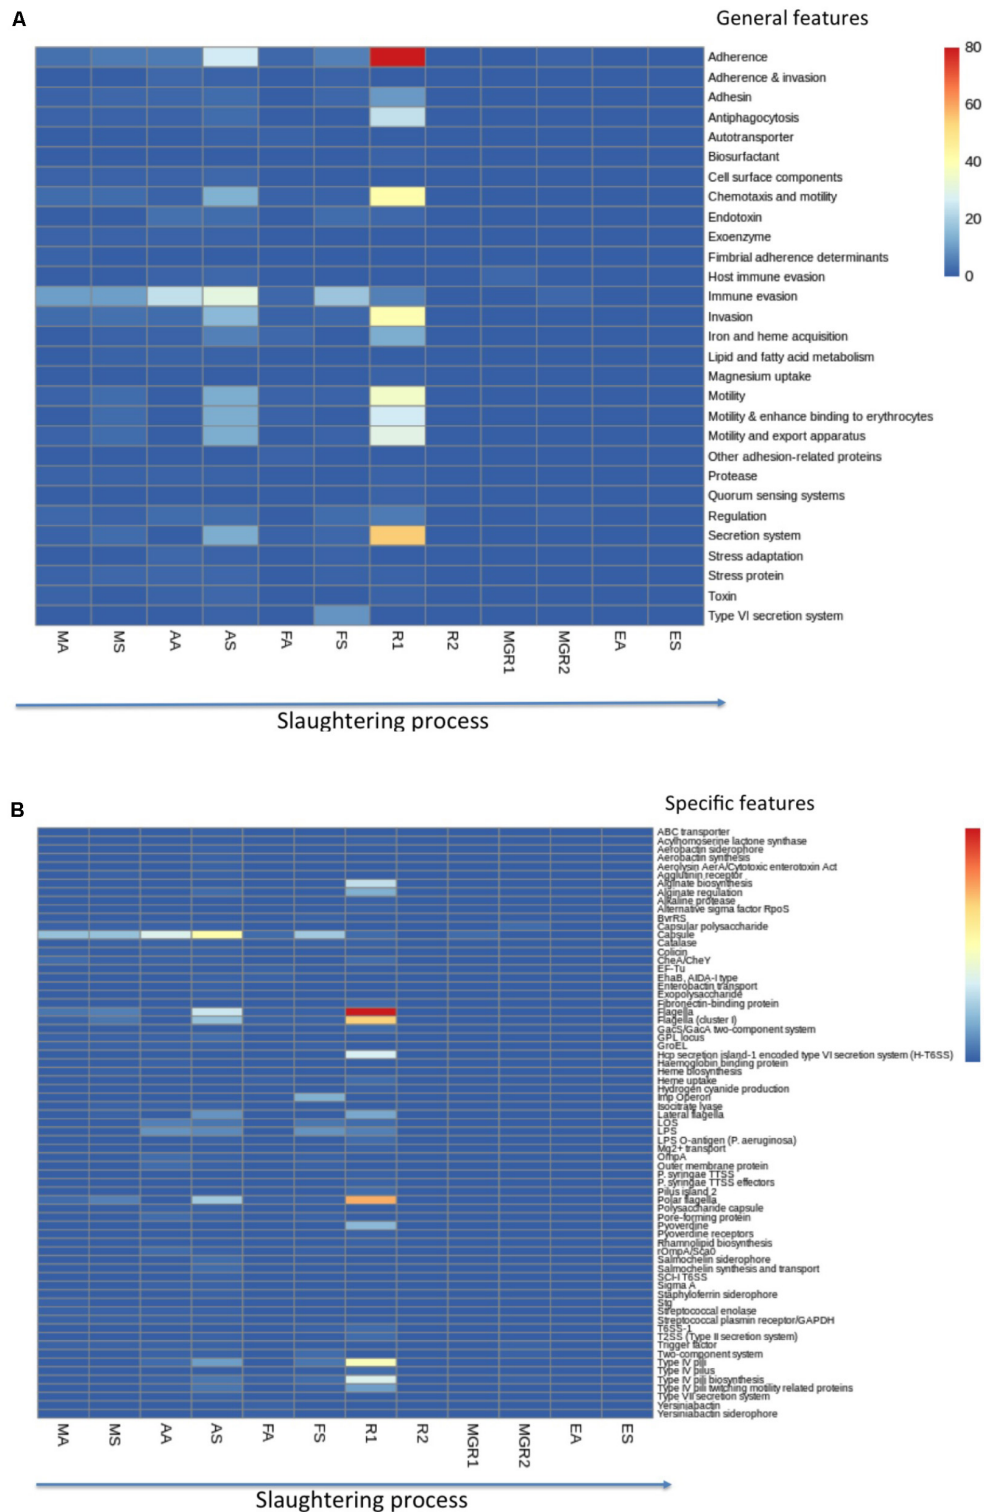 A
General features
80
60
40
20
0
Adherence
Adherence & invasion
Adhesin
Antiphagocytosis
Autotransporter
Biosurfactant
Cell surface components
Chemotaxis and motility
Endotoxin
Exoenzyme
Fimbrial adherence determinants
Host immune evasion
Immune evasion
Invasion
Iron and heme acquisition
Lipid and fatty acid metabolism
Magnesium uptake
Motility
Motility & enhance binding to erythrocytes
Motility and export apparatus
Other adhesion-related proteins
Protease
Quorum sensing systems
Regulation
Secretion system
Stress adaptation
Stress protein
Toxin
Type VI secretion system
MA MS AA AS FA FS R1 R2 MGR1 MGR2 EA ES
Slaughtering process
B
Specific features
ABC transporter
Acylhomoserine lactone synthase
Aerobactin siderophore
Aerobactin synthesis
Aerolysin AerA/Cytotoxic enterotoxin Act
Agglutinin receptor
Alginate biosynthesis
Alginate regulation
Alkaline protease
Alternative sigma factor RpoS
BvrRS
Capsular polysaccharide
Capsule
Catalase
Colicin
CheA/CheY
EF-Tu
EhaB, AIDA-I type
Enterobactin transport
Exopolysaccharide
Fibronectin-binding protein
Flagella
Flagella (cluster I)
GacS/GacA two-component system
GPL locus
GroEL
Hcp secretion island-1 encoded type VI secretion system (H-T6SS)
Haemoglobin binding protein
Heme biosynthesis
Heme uptake
Hydrogen cyanide production
Imp Operon
Isocitrate lyase
Lateral flagella
LOS
LPS
LPS O-antigen (P. aeruginosa)
Mg2+ transport
OmpA
Outer membrane protein
P. syringae TTSS
P. syringae TTSS effectors
Pilus island 2
Polar flagella
Polysaccharide capsule
Pore-forming protein
Pyoverdine
Pyoverdine receptors
Rhamnolipid biosynthesis
rOmpA/Sca0
Salmochelin siderophore
Salmochelin synthesis and transport
SCI-I T6SS
Sigma A
Staphyloferrin siderophore
Stg
Streptococcal enolase
Streptococcal plasmin receptor/GAPDH
T6SS-1
T2SS (Type II secretion system)
Trigger factor
Two-component system
Type IV pili
Type IV pilus
Type IV pili biosynthesis
Type IV pili twitching motility related proteins
Type VII secretion system
Yersiniabactin
Yersiniabactin siderophore
MA MS AA AS FA FS R1 R2 MGR1 MGR2 EA ES
Slaughtering process